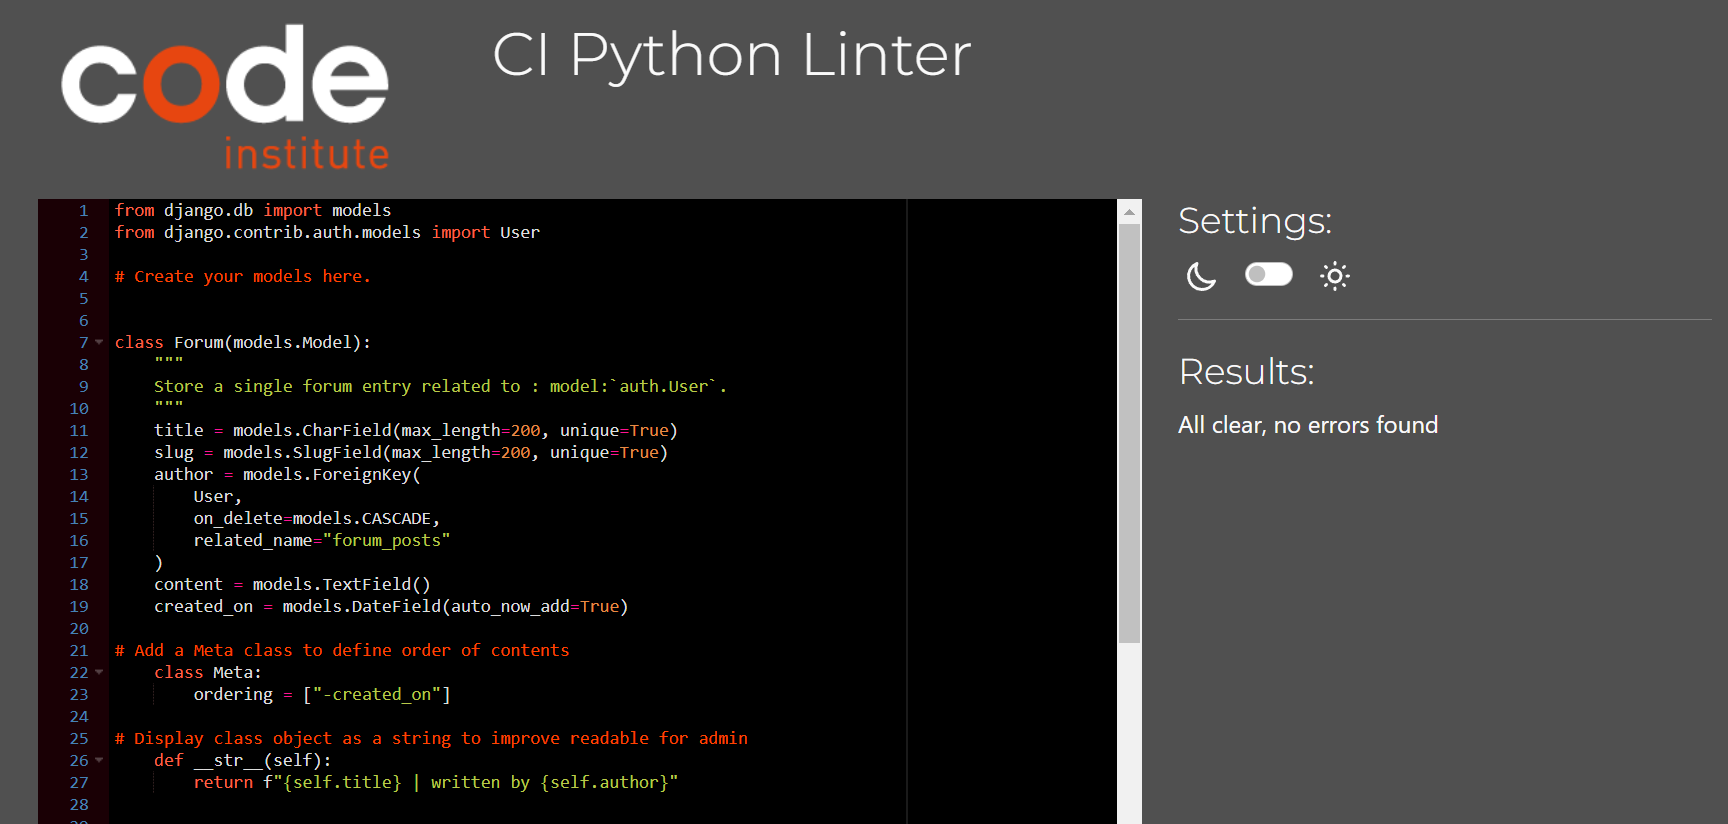 code
institute
CI Python Linter
1 from django.db import models
2 from django.contrib.auth.models import User
3
4 # Create your models here.
5
6
7 class Forum(models.Model):
8     """
9     Store a single forum entry related to : model:`auth.User`.
10     """
11     title = models.CharField(max_length=200, unique=True)
12     slug = models.SlugField(max_length=200, unique=True)
13     author = models.ForeignKey(
14         User,
15         on_delete=models.CASCADE,
16         related_name="forum_posts"
17     )
18     content = models.TextField()
19     created_on = models.DateField(auto_now_add=True)
20
21 # Add a Meta class to define order of contents
22     class Meta:
23         ordering = ["-created_on"]
24
25 # Display class object as a string to improve readable for admin
26     def __str__(self):
27         return f"{self.title} | written by {self.author}"
28
Settings:
Results:
All clear, no errors found